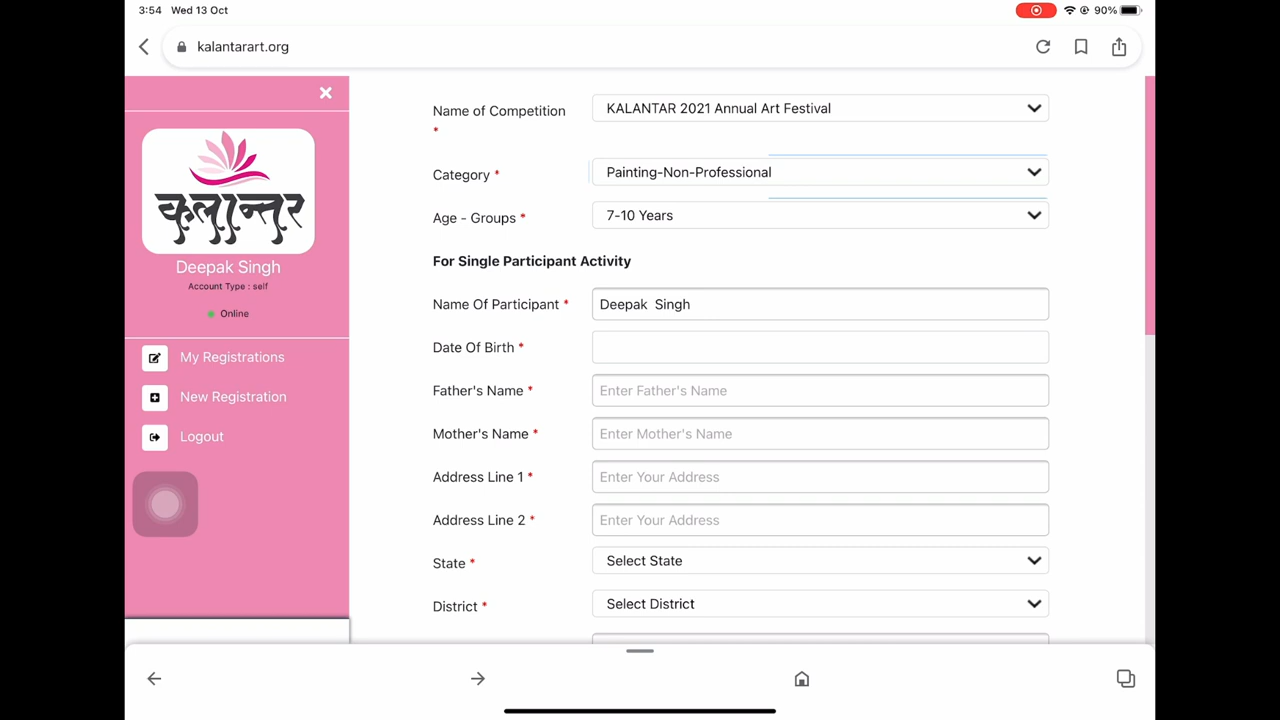 3:54 Wed 13 Oct
90%
kalantarart.org
कलान्तर
Deepak Singh
Account Type : self
Online
My Registrations
New Registration
Logout
Name of Competition *
KALANTAR 2021 Annual Art Festival
Category *
Painting-Non-Professional
Age - Groups *
7-10 Years
For Single Participant Activity
Name Of Participant *
Deepak Singh
Date Of Birth *
Father's Name *
Enter Father's Name
Mother's Name *
Enter Mother's Name
Address Line 1 *
Enter Your Address
Address Line 2 *
Enter Your Address
State *
Select State
District *
Select District